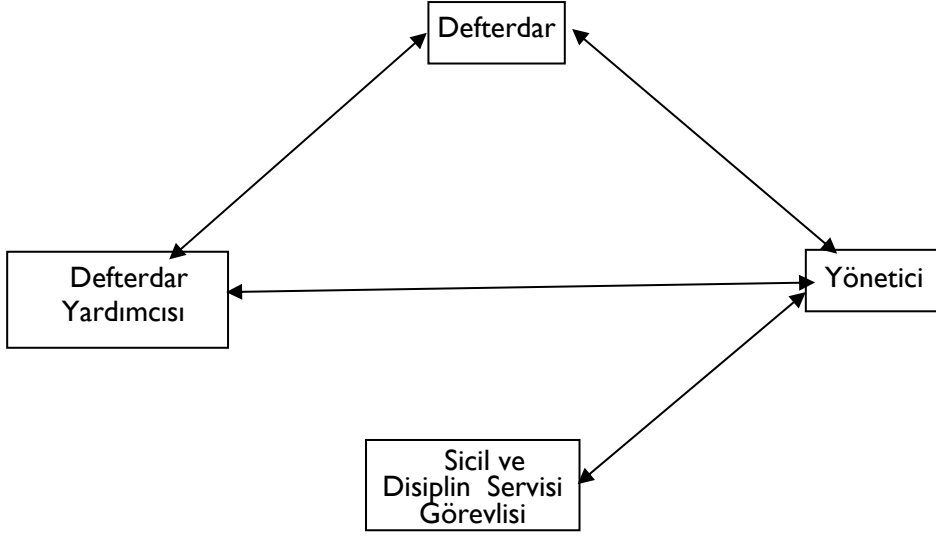 Defterdar
Defterdar
Yardımcısı
Yönetici
Sicil ve
Disiplin Servisi
Görevlisi